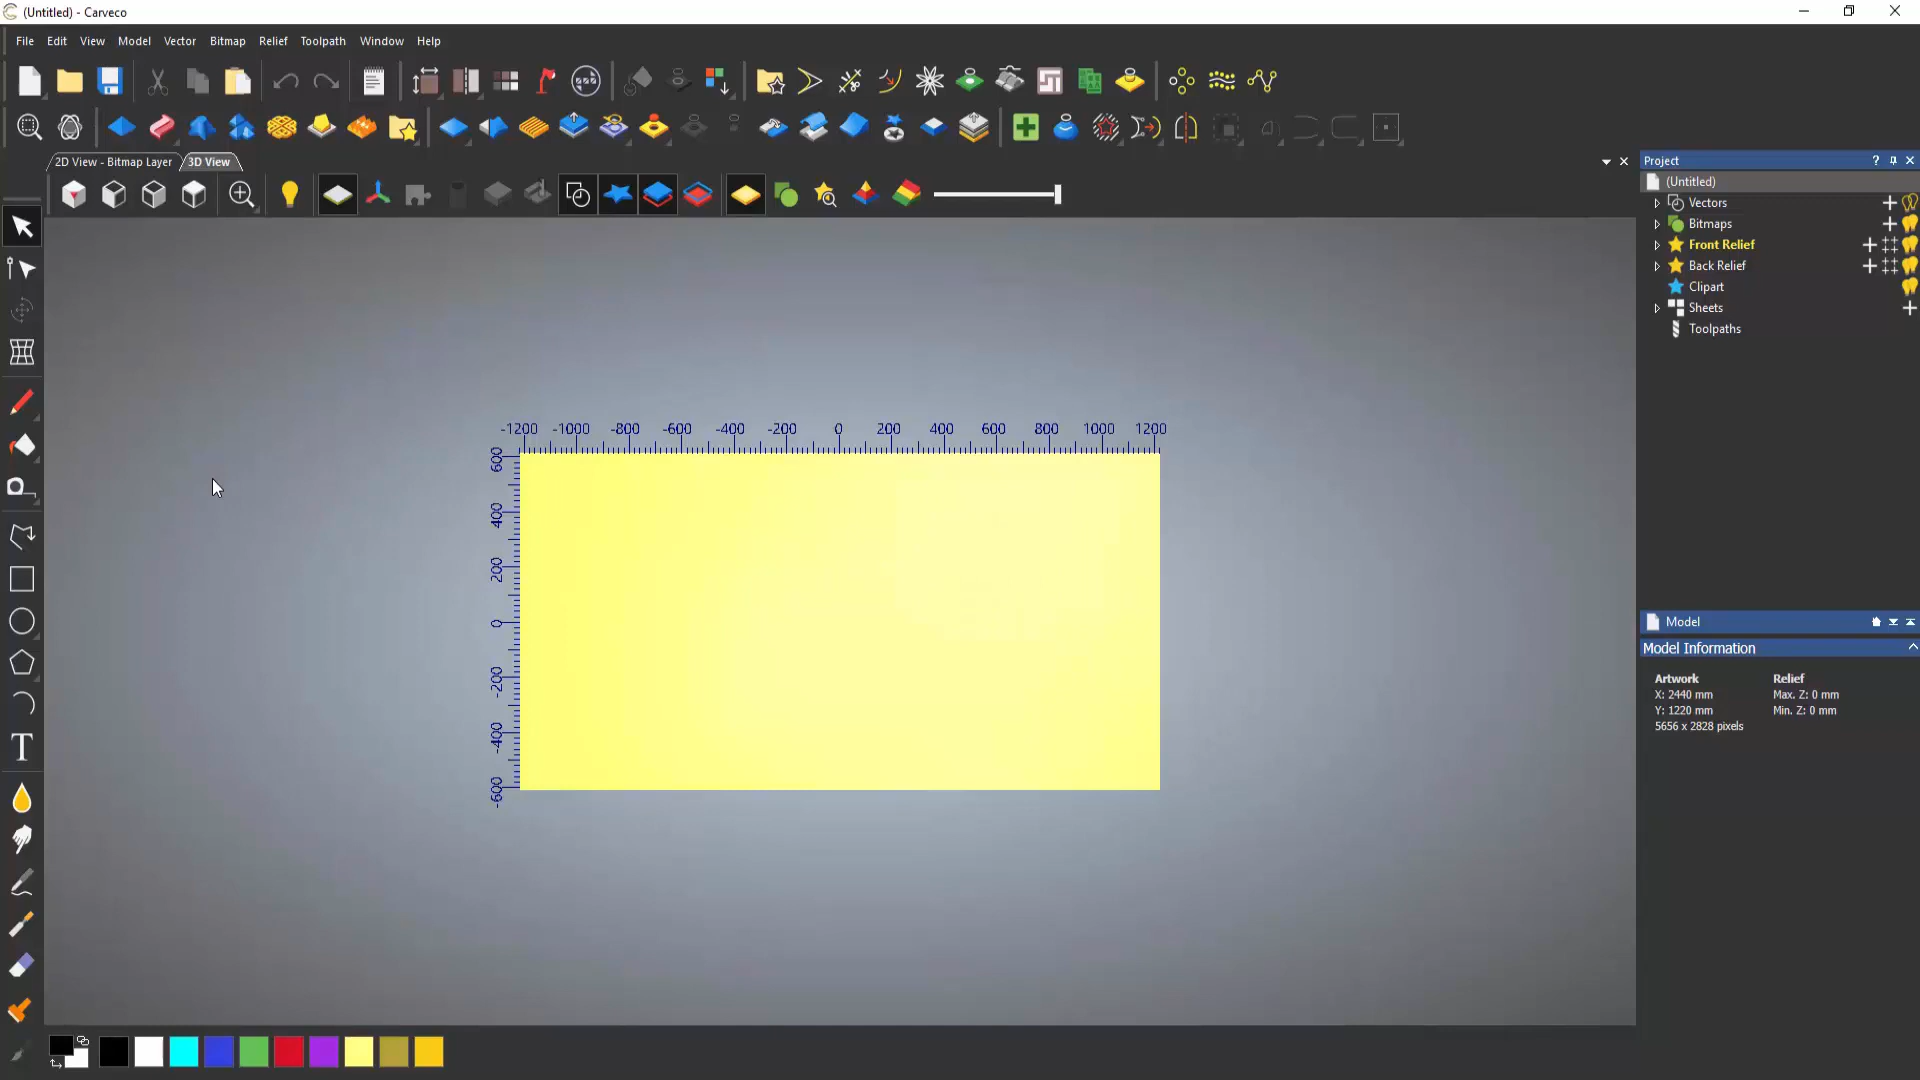 (Untitled) - Carveco
File Edit View Model Vector Bitmap Relief Toolpath Window Help
2D View - Bitmap Layer 3D View
Project ?
(Untitled)
Vectors
Bitmaps
Front Relief
Back Relief
Clipart
Sheets
Toolpaths
-1200 -1000 -800 -600 -400 -200 0 200 400 600 800 1000 1200
600
400
200
0
-200
-400
-600
T
Model
Model Information
Artwork Relief
X: 2440 mm Max. Z: 0 mm
Y: 1220 mm Min. Z: 0 mm
5656 x 2828 pixels